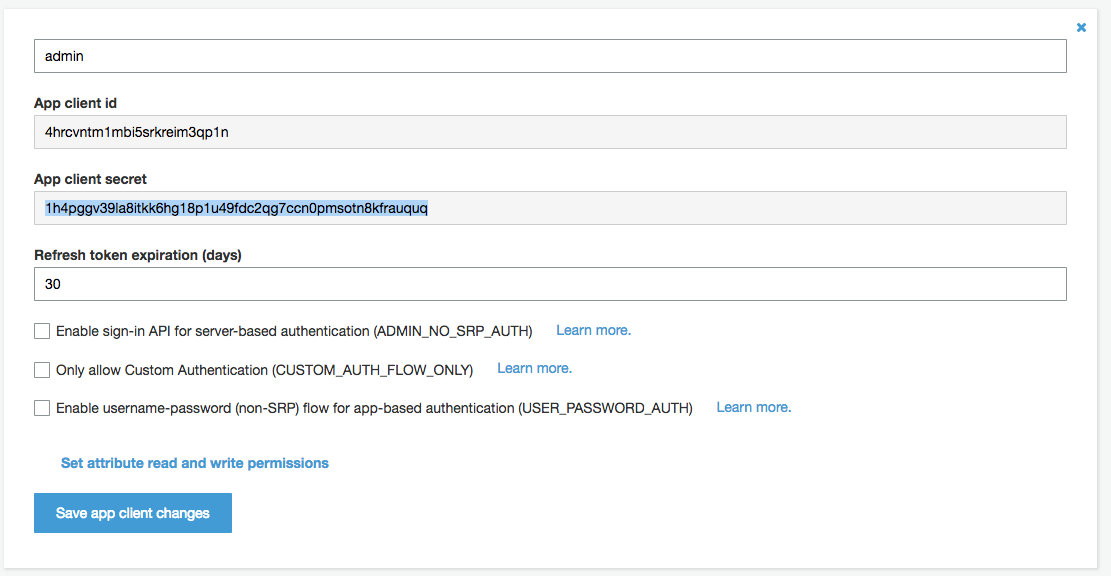 admin
App client id
4hrcvntm1mbi5srkreim3qp1n
App client secret
1h4pggv39la8itkk6hg18p1u49fdc2qg7ccn0pmsotn8kfrauquq
Refresh token expiration (days)
30
Enable sign-in API for server-based authentication (ADMIN_NO_SRP_AUTH) Learn more.
Only allow Custom Authentication (CUSTOM_AUTH_FLOW_ONLY) Learn more.
Enable username-password (non-SRP) flow for app-based authentication (USER_PASSWORD_AUTH) Learn more.
Set attribute read and write permissions
Save app client changes